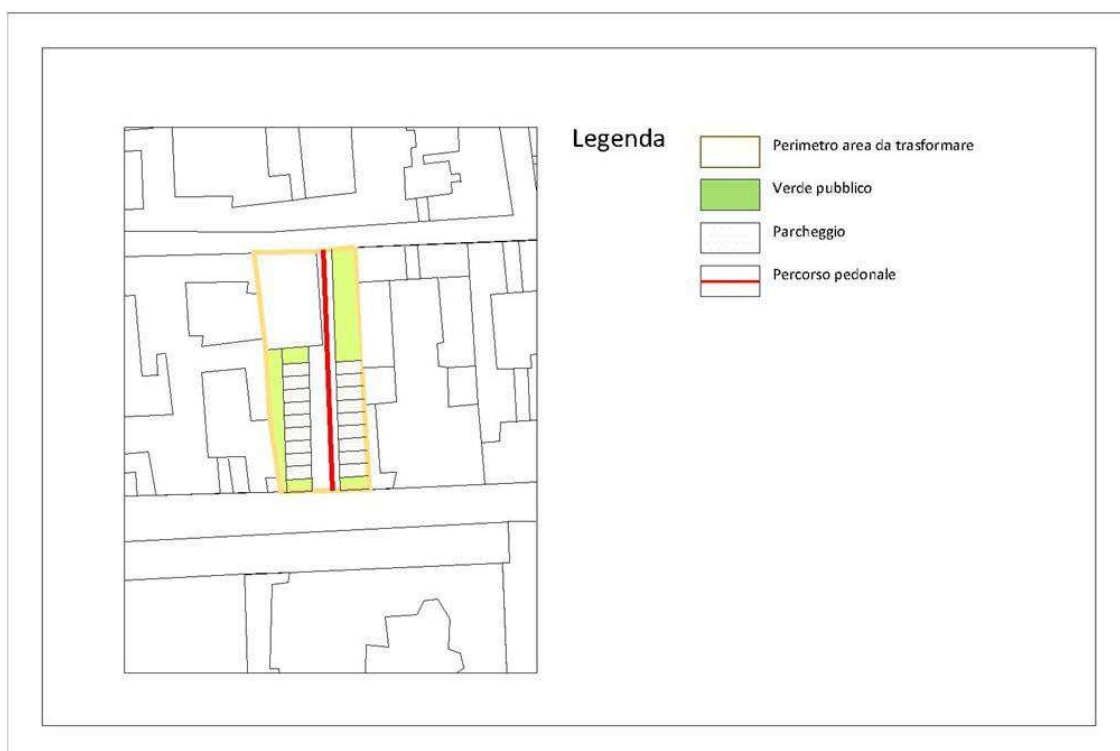 Legenda
Perimetro area da trasformare
Verde pubblico
Parcheggio
Percorso pedonale